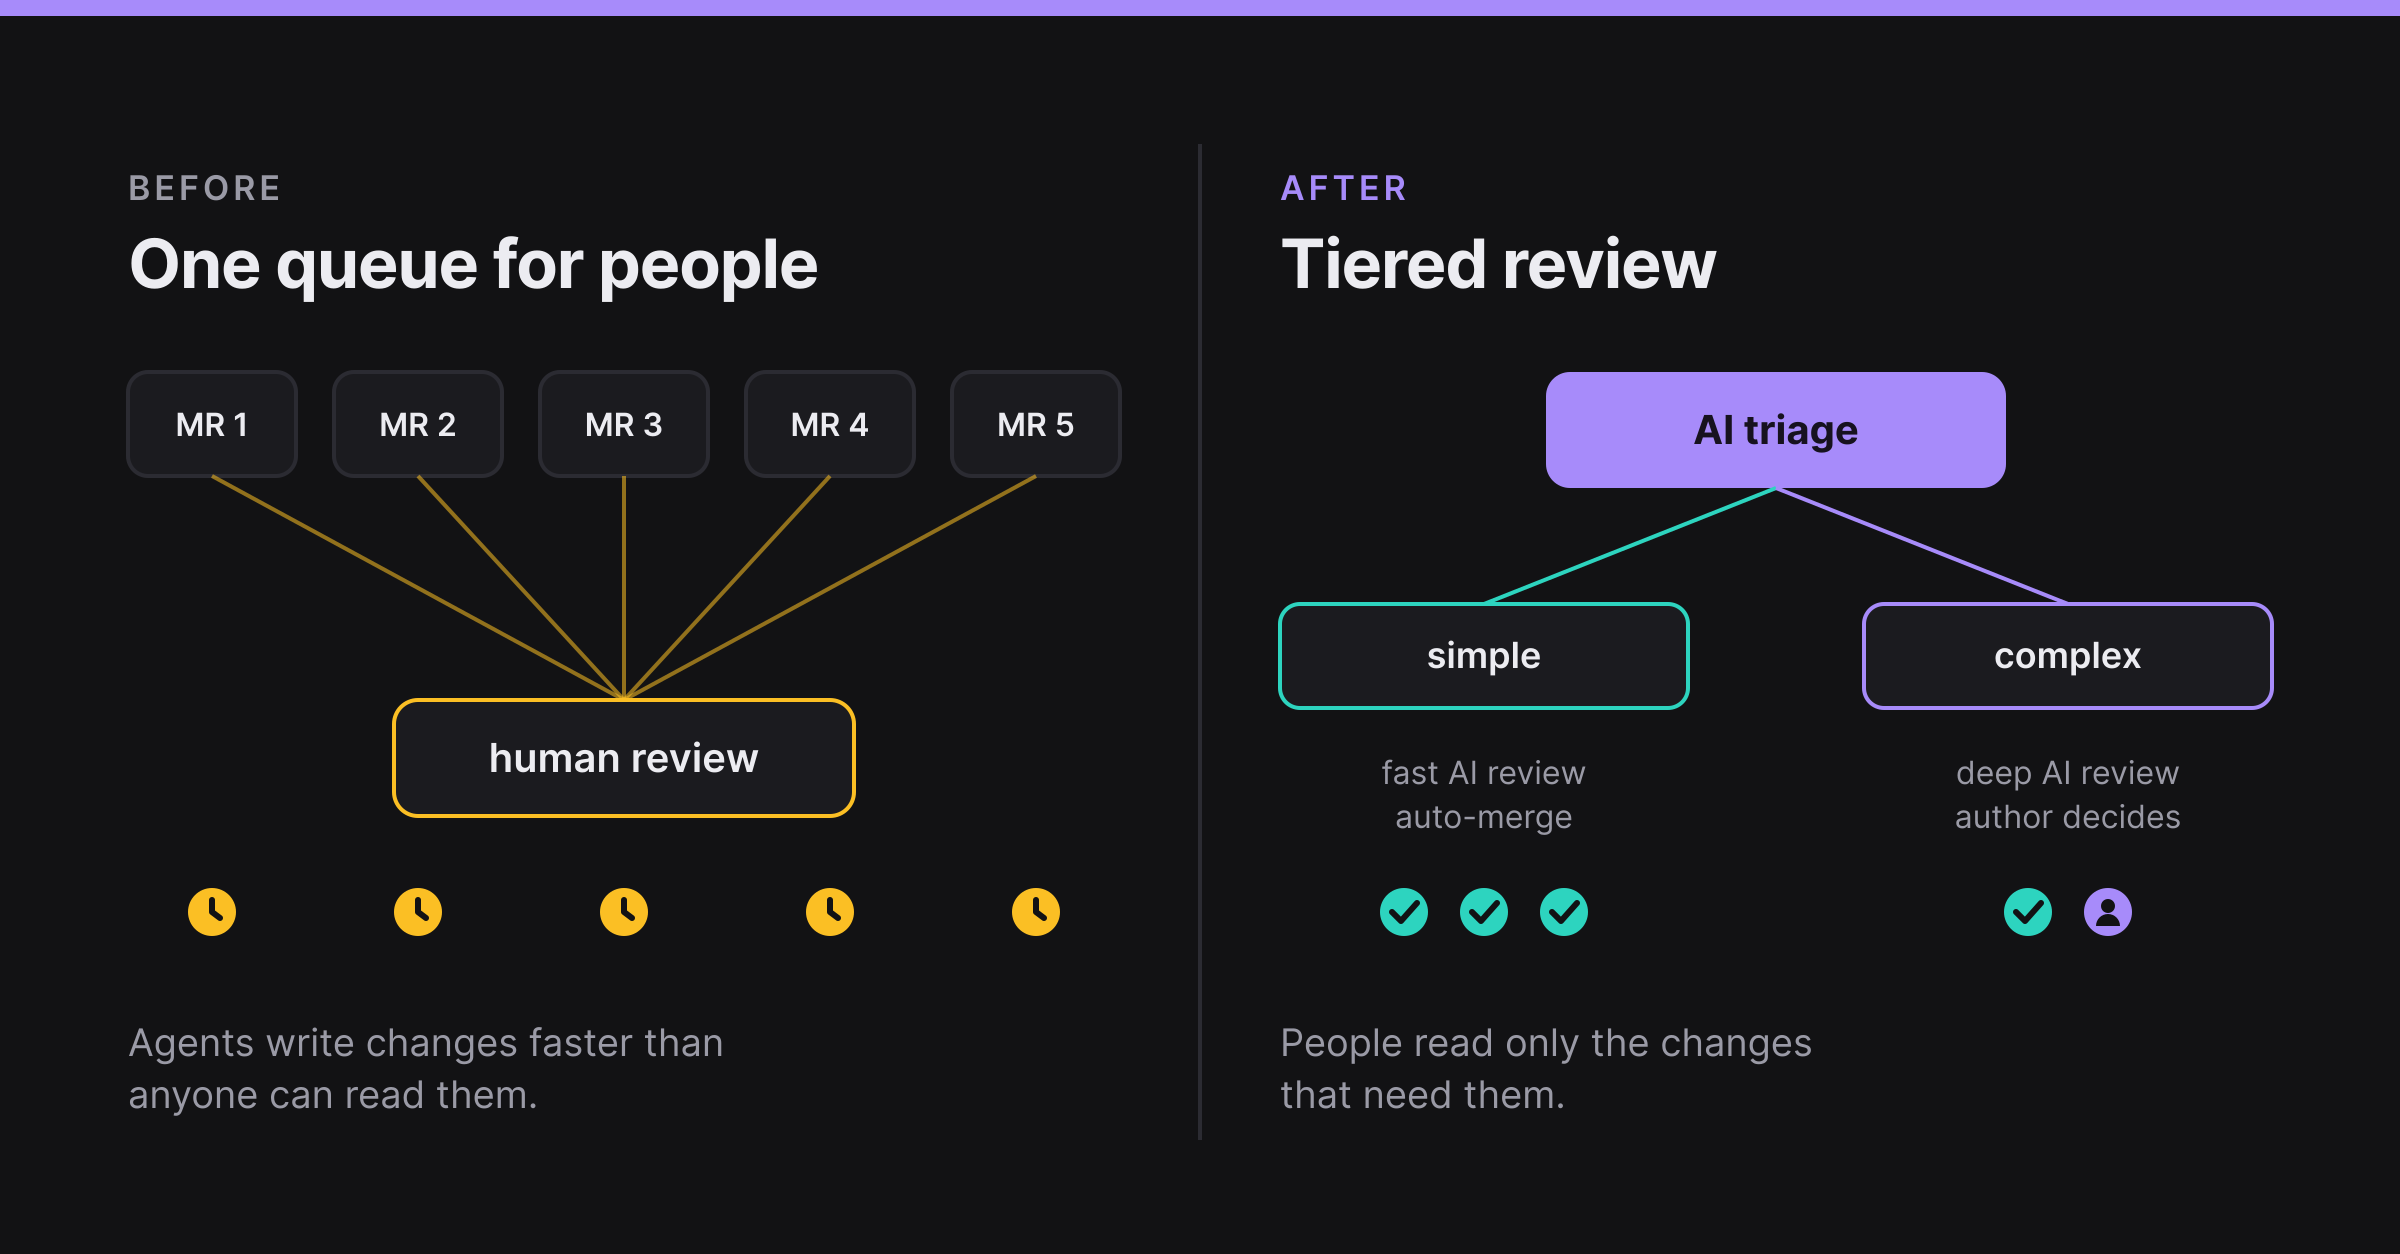 BEFORE
One queue for people
MR 1
MR 2
MR 3
MR 4
MR 5
human review
Agents write changes faster than
anyone can read them.
AFTER
Tiered review
AI triage
simple
complex
fast AI review
auto-merge
deep AI review
author decides
People read only the changes
that need them.